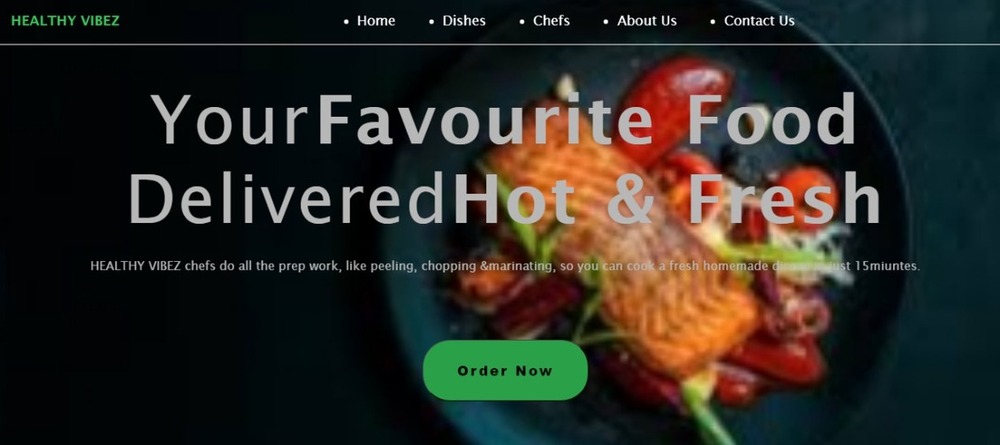 HEALTHY VIBEZ
Home
Dishes
Chefs
About Us
Contact Us
YourFavourite Food
DeliveredHot & Fresh
HEALTHY VIBEZ chefs do all the prep work, like peeling, chopping &marinating, so you can cook a fresh homemade just 15miuntes.
Order Now